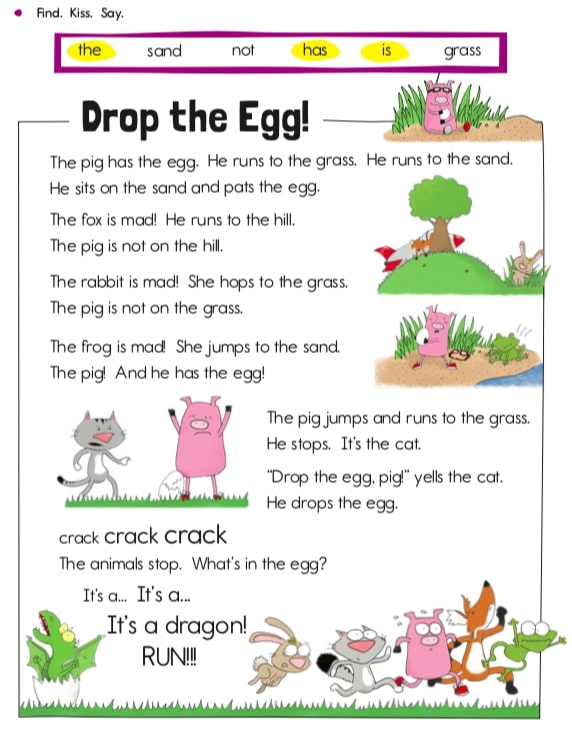 Find. Kiss. Say.
the sand not has is grass
Drop the Egg!
The pig has the egg. He runs to the grass. He runs to the sand.
He sits on the sand and pats the egg.
The fox is mad! He runs to the hill.
The pig is not on the hill.
The rabbit is mad! She hops to the grass.
The pig is not on the grass.
The frog is mad! She jumps to the sand.
The pig! And he has the egg!
The pig jumps and runs to the grass.
He stops. It's the cat.
"Drop the egg, pig!" yells the cat.
He drops the egg.
crack crack crack
The animals stop. What's in the egg?
It's a... It's a...
It's a dragon!
RUN!!!